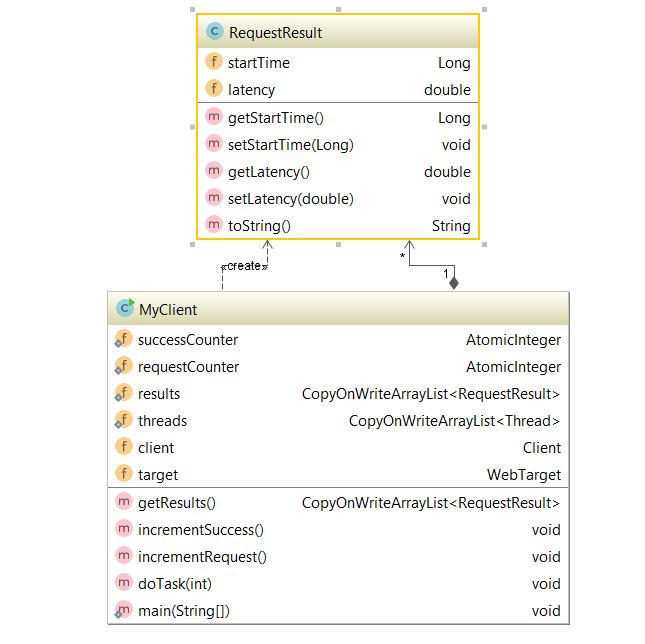 C RequestResult
f startTime Long
f latency double
m getStartTime() Long
m setStartTime(Long) void
m getLatency() double
m setLatency(double) void
m toString() String
«create»
*
1
C MyClient
f successCounter AtomicInteger
f requestCounter AtomicInteger
f results CopyOnWriteArrayList<RequestResult>
f threads CopyOnWriteArrayList<Thread>
f client Client
f target WebTarget
m getResults() CopyOnWriteArrayList<RequestResult>
m incrementSuccess() void
m incrementRequest() void
m doTask(int) void
m main(String[]) void